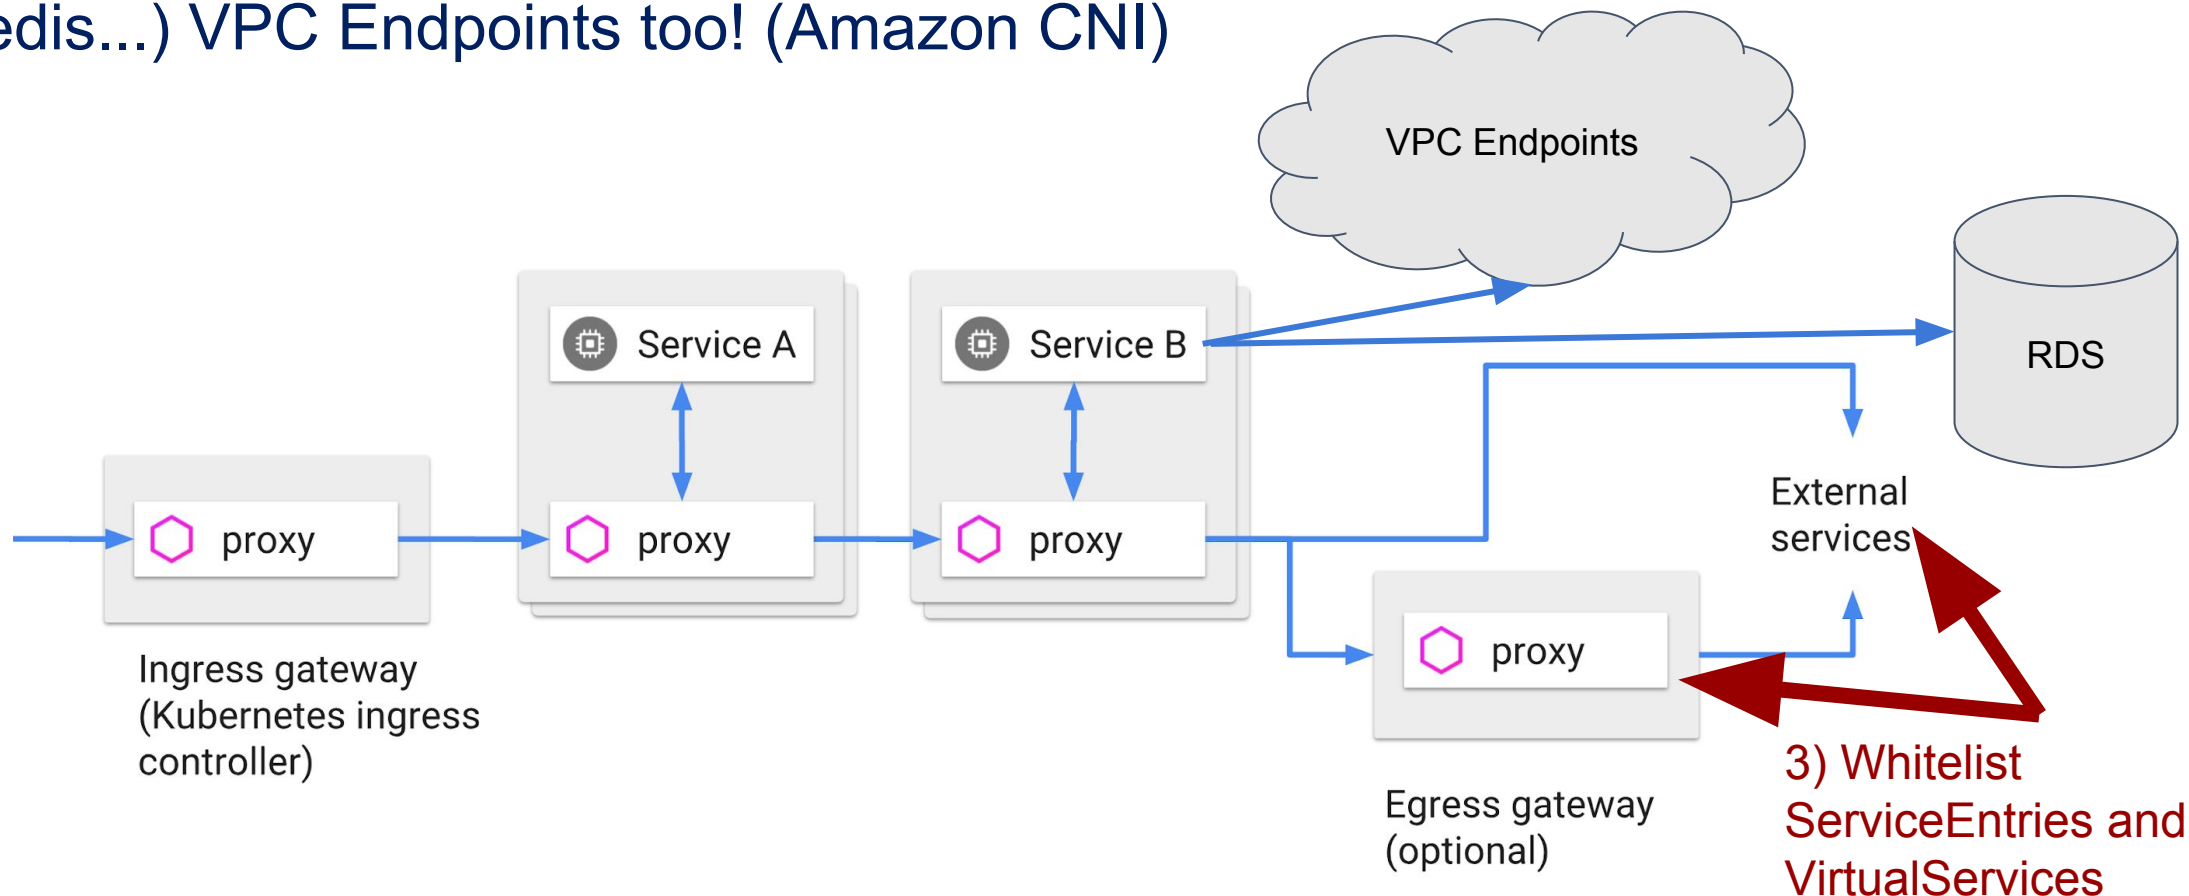 edis...) VPC Endpoints too! (Amazon CNI)
VPC Endpoints
RDS
Service A
Service B
External
services
proxy
proxy
proxy
proxy
Ingress gateway
(Kubernetes ingress
controller)
Egress gateway
(optional)
3) Whitelist
ServiceEntries and
VirtualServices